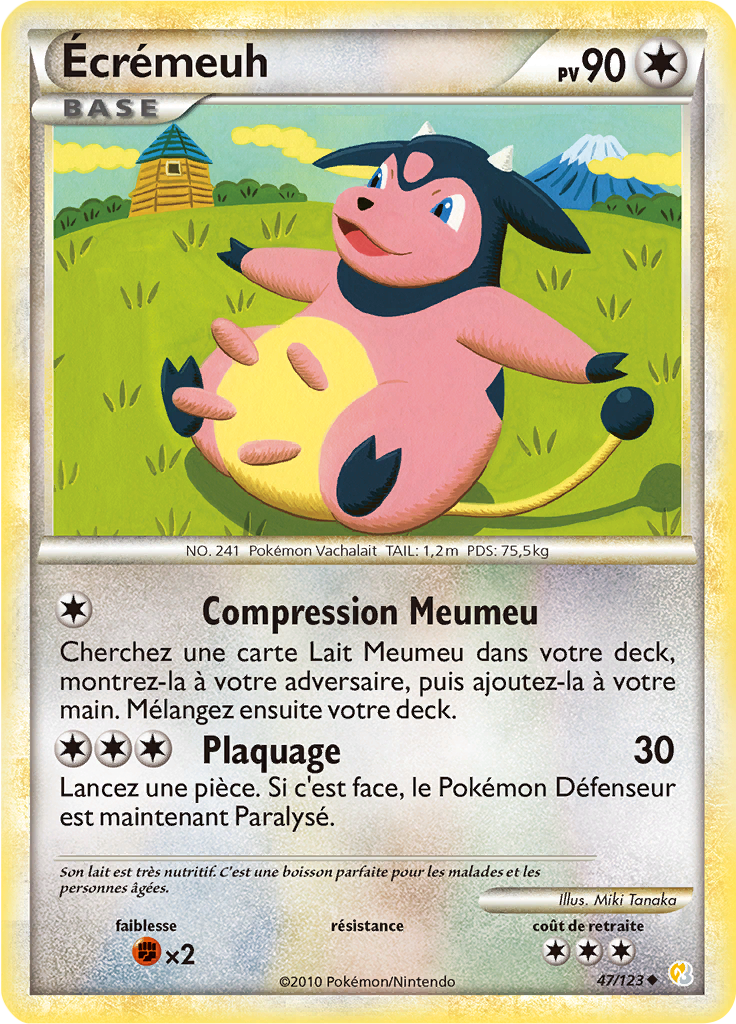 Écrémeuh
PV 90
BASE
NO. 241 Pokémon Vachalait TAIL: 1,2m PDS: 75,5kg
Compression Meumeu
Cherchez une carte Lait Meumeu dans votre deck,
montrez-la à votre adversaire, puis ajoutez-la à votre
main. Mélangez ensuite votre deck.
Plaquage 30
Lancez une pièce. Si c'est face, le Pokémon Défenseur
est maintenant Paralysé.
Son lait est très nutritif. C'est une boisson parfaite pour les malades et les
personnes âgées.
Illus. Miki Tanaka
faiblesse résistance coût de retraite
×2
©2010 Pokémon/Nintendo 47/123